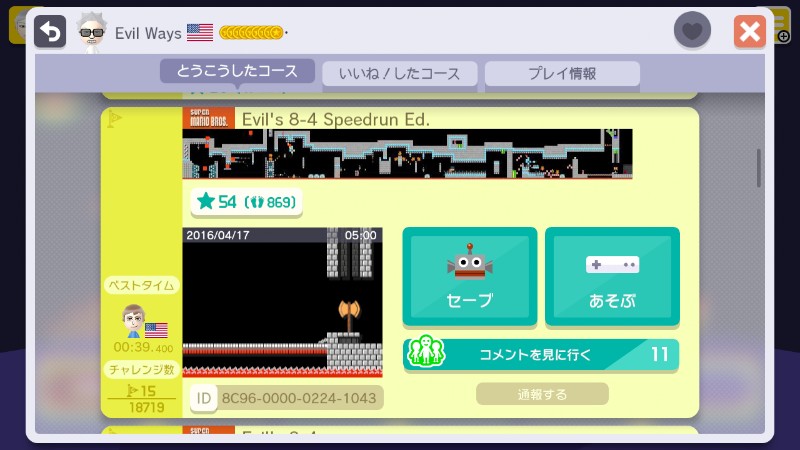 Evil Ways
とうこうしたコース
いいね！したコース
プレイ情報
SUPER
MARIO BROS.
Evil's 8-4 Speedrun Ed.
54 (869)
2016/04/17 05:00
セーブ
あそぶ
ベストタイム
00:39.400
チャレンジ数
15
18719
コメントを見に行く 11
ID 8C96-0000-0224-1043
通報する
SUPER